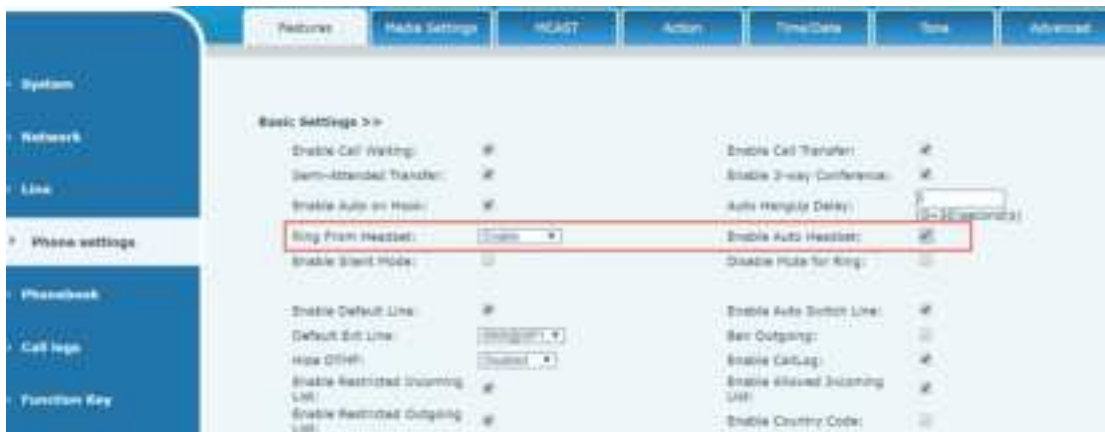 Features Media Settings MCAST Action Time/Date Tone Advanced
System
Network
Line
Phone settings
Phonebook
Call logs
Function Key
Basic Settings >>
Enable Call Waiting: Enable Call Transfer:
Semi-Attended Transfer: Enable 3-way Conference:
Enable Auto on Hook: Auto HangUp Delay:
(0~30)second(s)
Ring From Headset: Enable Enable Auto Headset:
Enable Silent Mode: Disable Mute for Ring:
Enable Default Line: Enable Auto Switch Line:
Default Ext Line: Ban Outgoing:
Hide DTMF: Disabled Enable CallLog:
Enable Restricted Incoming Enable Allowed Incoming
List: List:
Enable Restricted Outgoing Enable Country Code:
List: